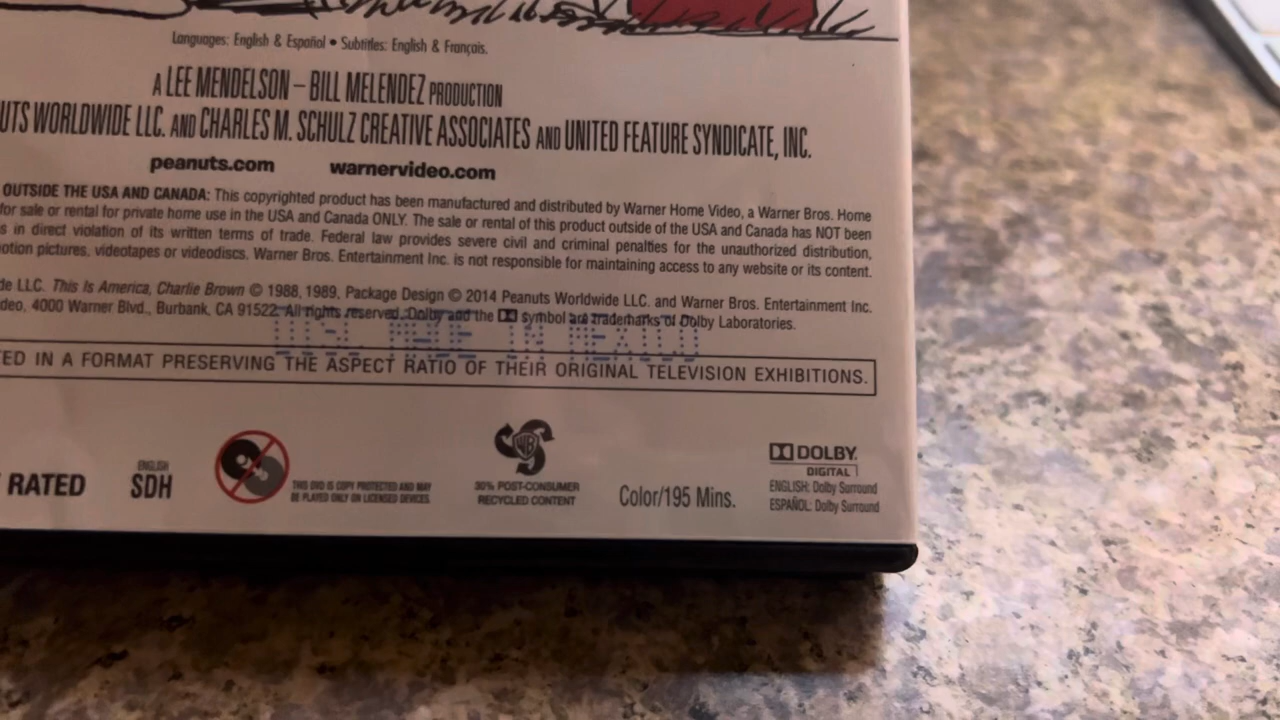 Languages: English & Español • Subtitles: English & Français.
A LEE MENDELSON – BILL MELENDEZ PRODUCTION
UTS WORLDWIDE LLC. AND CHARLES M. SCHULZ CREATIVE ASSOCIATES AND UNITED FEATURE SYNDICATE, INC.
peanuts.com warnervideo.com
OUTSIDE THE USA AND CANADA: This copyrighted product has been manufactured and distributed by Warner Home Video, a Warner Bros. Home
for sale or rental for private home use in the USA and Canada ONLY. The sale or rental of this product outside of the USA and Canada has NOT been
s in direct violation of its written terms of trade. Federal law provides severe civil and criminal penalties for the unauthorized distribution,
otion pictures, videotapes or videodiscs. Warner Bros. Entertainment Inc. is not responsible for maintaining access to any website or its content.
de LLC. This Is America, Charlie Brown © 1988, 1989, Package Design © 2014 Peanuts Worldwide LLC. and Warner Bros. Entertainment Inc.
deo, 4000 Warner Blvd., Burbank, CA 91522. All rights reserved. Dolby and the DD symbol are trademarks of Dolby Laboratories.
DISC MADE IN MEXICO
ED IN A FORMAT PRESERVING THE ASPECT RATIO OF THEIR ORIGINAL TELEVISION EXHIBITIONS.
RATED
ENGLISH
SDH
THIS DVD IS COPY PROTECTED AND MAY
BE PLAYED ONLY ON LICENSED DEVICES.
WB
30% POST-CONSUMER
RECYCLED CONTENT
Color/195 Mins.
DOLBY
DIGITAL
ENGLISH: Dolby Surround
ESPAÑOL: Dolby Surround